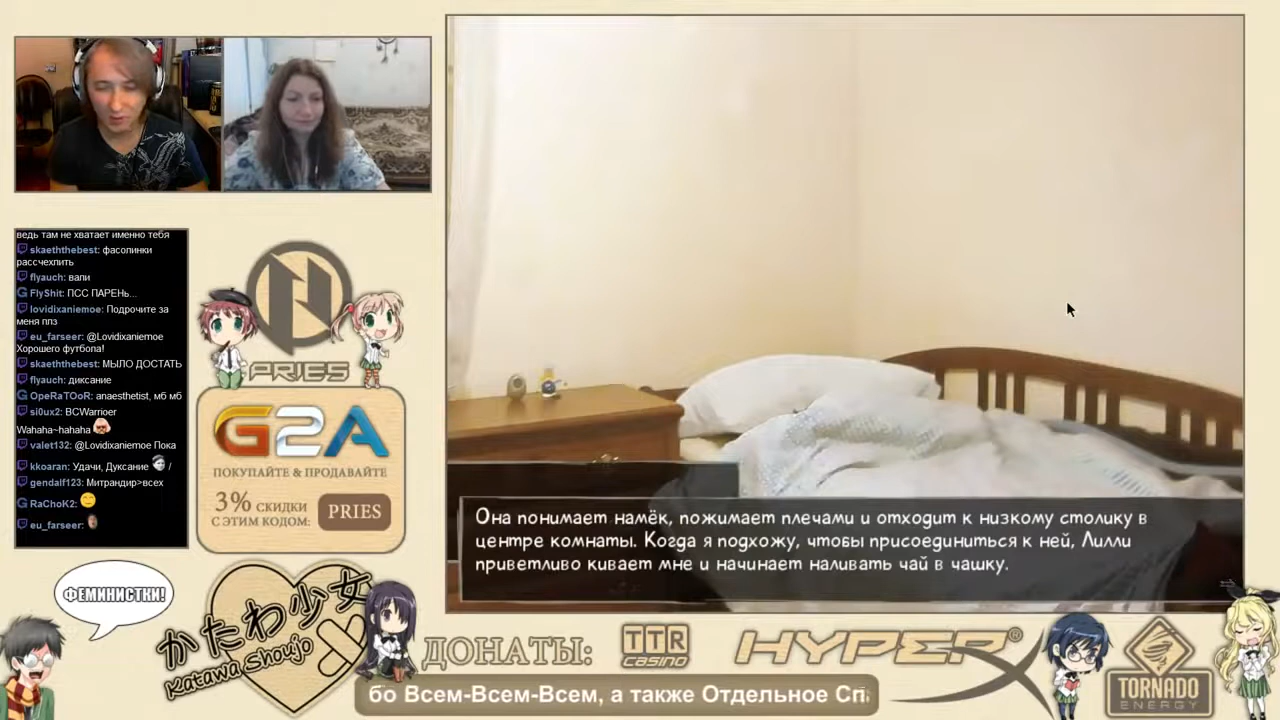 ведь там не хватает именно тебя
skaeththebest: фасолинки
рассчехлить
flyauch: вали
FlyShit: ПСС ПАРЕНЬ...
lovidixaniemoe: Подрочите за
меня плз
eu_farseer: @Lovidixaniemoe
Хорошего футбола!
skaeththebest: МЫЛО ДОСТАТЬ
flyauch: диксание
OpeRaTOoR: anaesthetist, мб мб
si0ux2: BCWarrioer
Wahaha~hahaha
valet132: @Lovidixaniemoe Пока
kkoaran: Удачи, Дуксание /
gendalf123: Митрандир>всех
RaChoK2:
eu_farseer:
PRIES
G2A
ПОКУПАЙТЕ & ПРОДАВАЙТЕ
3% СКИДКИ
С ЭТИМ КОДОМ:
PRIES
Она понимает намёк, пожимает плечами и отходит к низкому столику в
центре комнаты. Когда я подхожу, чтобы присоединиться к ней, Лилли
приветливо кивает мне и начинает наливать чай в чашку.
ФЕМИНИСТКИ!
かたわ少女
Katawa Shoujo
ДОНАТЫ:
TTR
CASINO
HYPERX®
TORNADO
ENERGY
бо Всем-Всем-Всем, а также Отдельное Сп